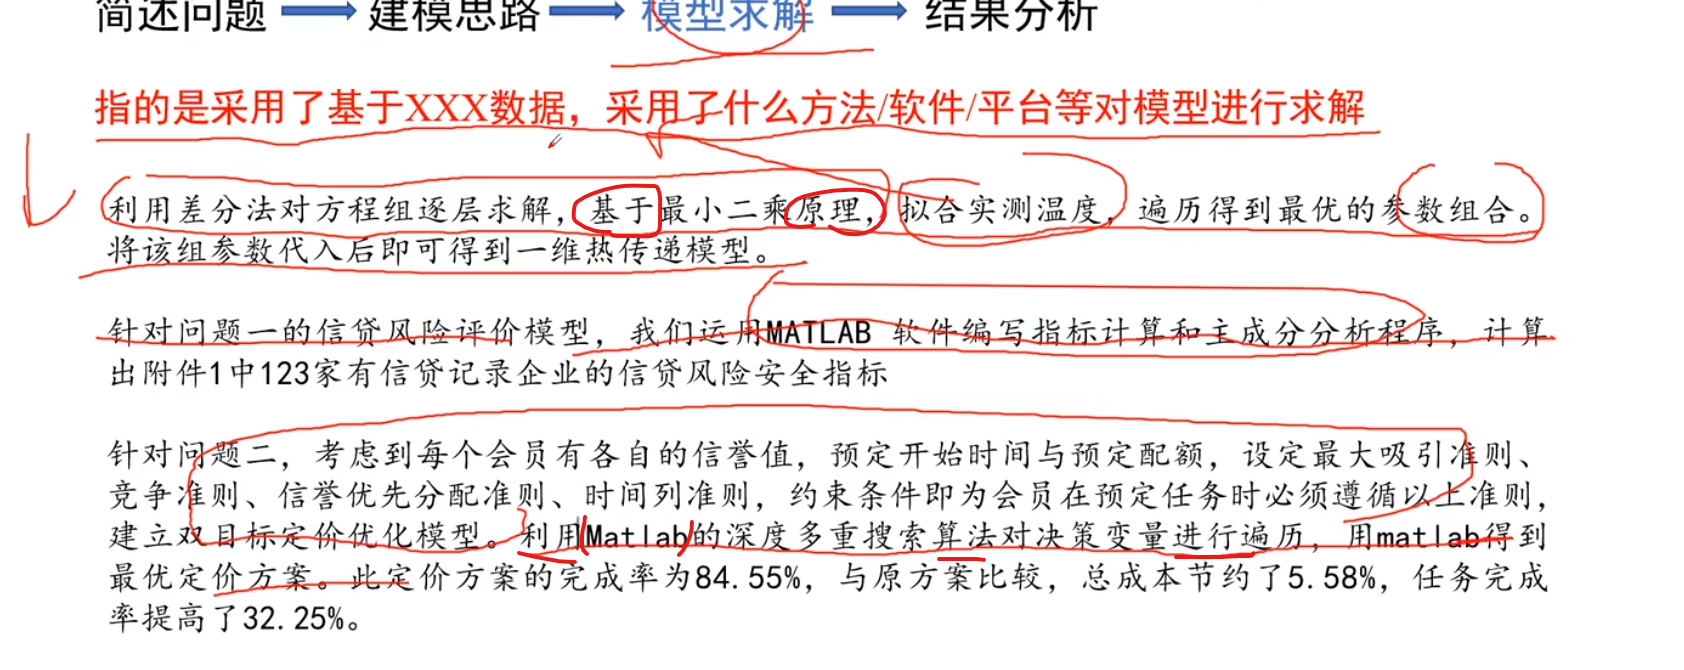 简述问题 建模思路 模型求解 结果分析
指的是采用了基于XXX数据，采用了什么方法/软件/平台等对模型进行求解
利用差分法对方程组逐层求解，基于最小二乘原理，拟合实测温度，遍历得到最优的参数组合。
将该组参数代入后即可得到一维热传递模型。
针对问题一的信贷风险评价模型，我们运用MATLAB 软件编写指标计算和主成分分析程序，计算
出附件1中123家有信贷记录企业的信贷风险安全指标
针对问题二，考虑到每个会员有各自的信誉值，预定开始时间与预定配额，设定最大吸引准则、
竞争准则、信誉优先分配准则、时间列准则，约束条件即为会员在预定任务时必须遵循以上准则，
建立双目标定价优化模型。利用Matlab的深度多重搜索算法对决策变量进行遍历，用matlab得到
最优定价方案。此定价方案的完成率为84.55%，与原方案比较，总成本节约了5.58%，任务完成
率提高了32.25%。